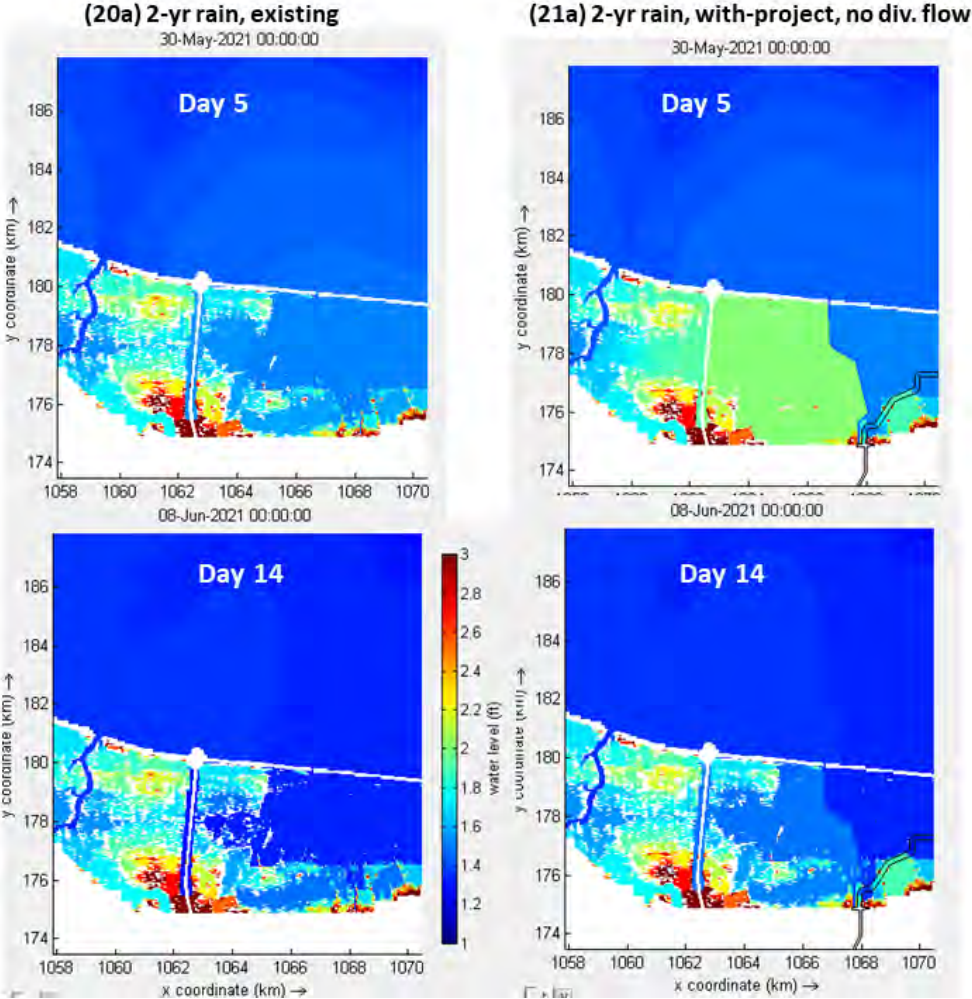 (20a) 2-yr rain, existing
30-May-2021 00:00:00
Day 5
186
184
182
180
178
176
174
y coordinate (km) →
1058 1060 1062 1064 1066 1068 1070
(21a) 2-yr rain, with-project, no div. flow
30-May-2021 00:00:00
Day 5
186
184
182
180
178
176
174
y coordinate (km) →
08-Jun-2021 00:00:00
Day 14
186
184
182
180
178
176
174
y coordinate (km) →
1058 1060 1062 1064 1066 1068 1070
x coordinate (km) →
3
2.8
2.6
2.4
2.2
2
1.8
1.6
1.4
1.2
1
water level (ft)
08-Jun-2021 00:00:00
Day 14
186
184
182
180
178
176
174
1058 1060 1062 1064 1066 1068 1070
x coordinate (km) →